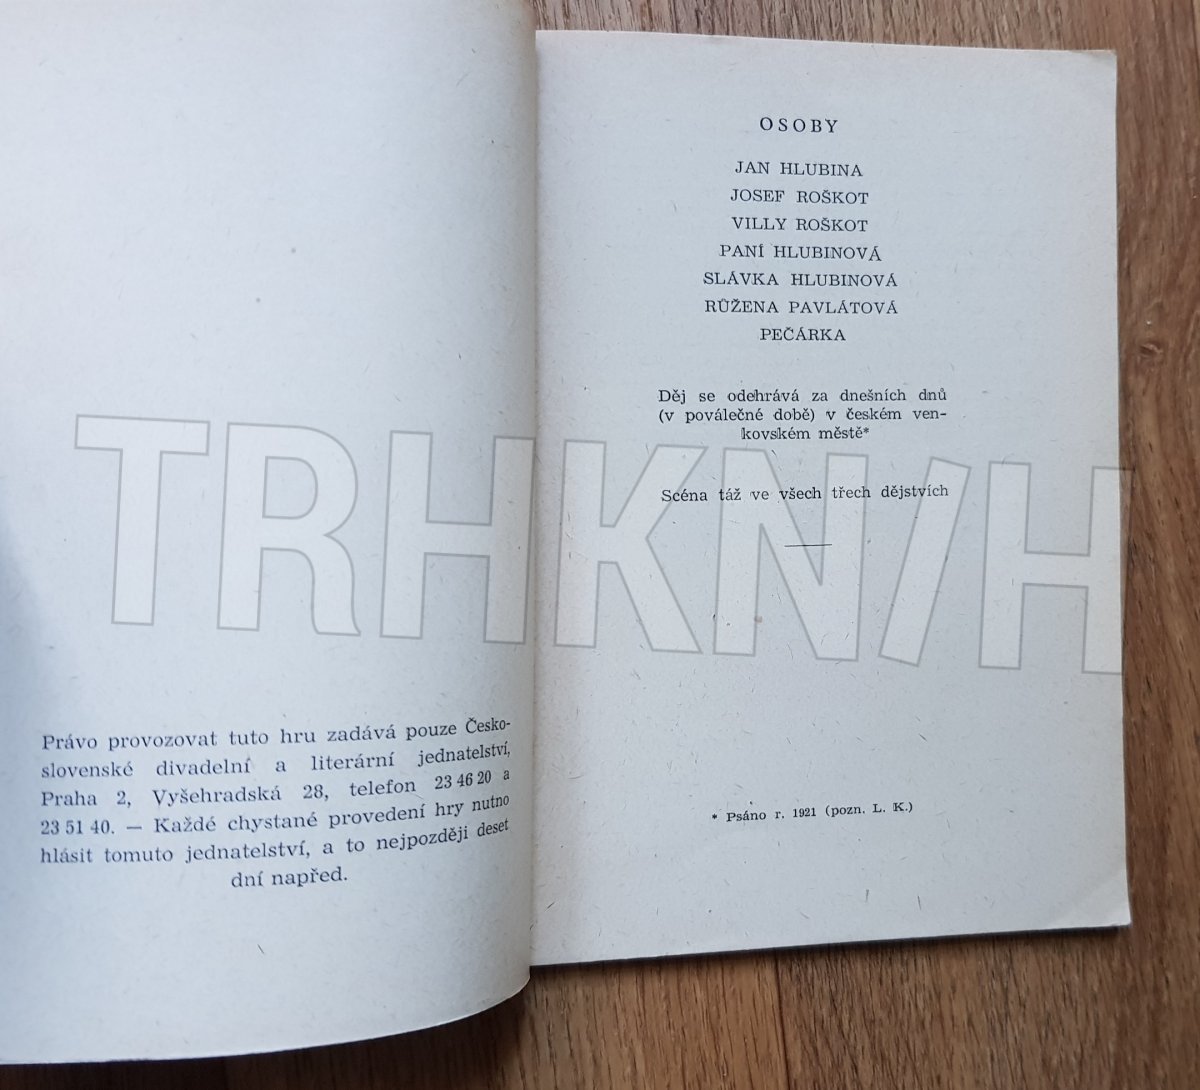 Právo provozovat tuto hru zadává pouze Česko-
slovenské divadelní a literární jednatelství,
Praha 2, Vyšehradská 28, telefon 23 46 20 a
23 51 40. — Každé chystané provedení hry nutno
hlásit tomuto jednatelství, a to nejpozději deset
dní napřed.
OSOBY
JAN HLUBINA
JOSEF ROŠKOT
VILLY ROŠKOT
PANÍ HLUBINOVÁ
SLÁVKA HLUBINOVÁ
RŮŽENA PAVLÁTOVÁ
PEČÁRKA
Děj se odehrává za dnešních dnů
(v poválečné době) v českém ven-
kovském městě*
Scéna táž ve všech třech dějstvích
* Psáno r. 1921 (pozn. L. K.)
TRHKN/H